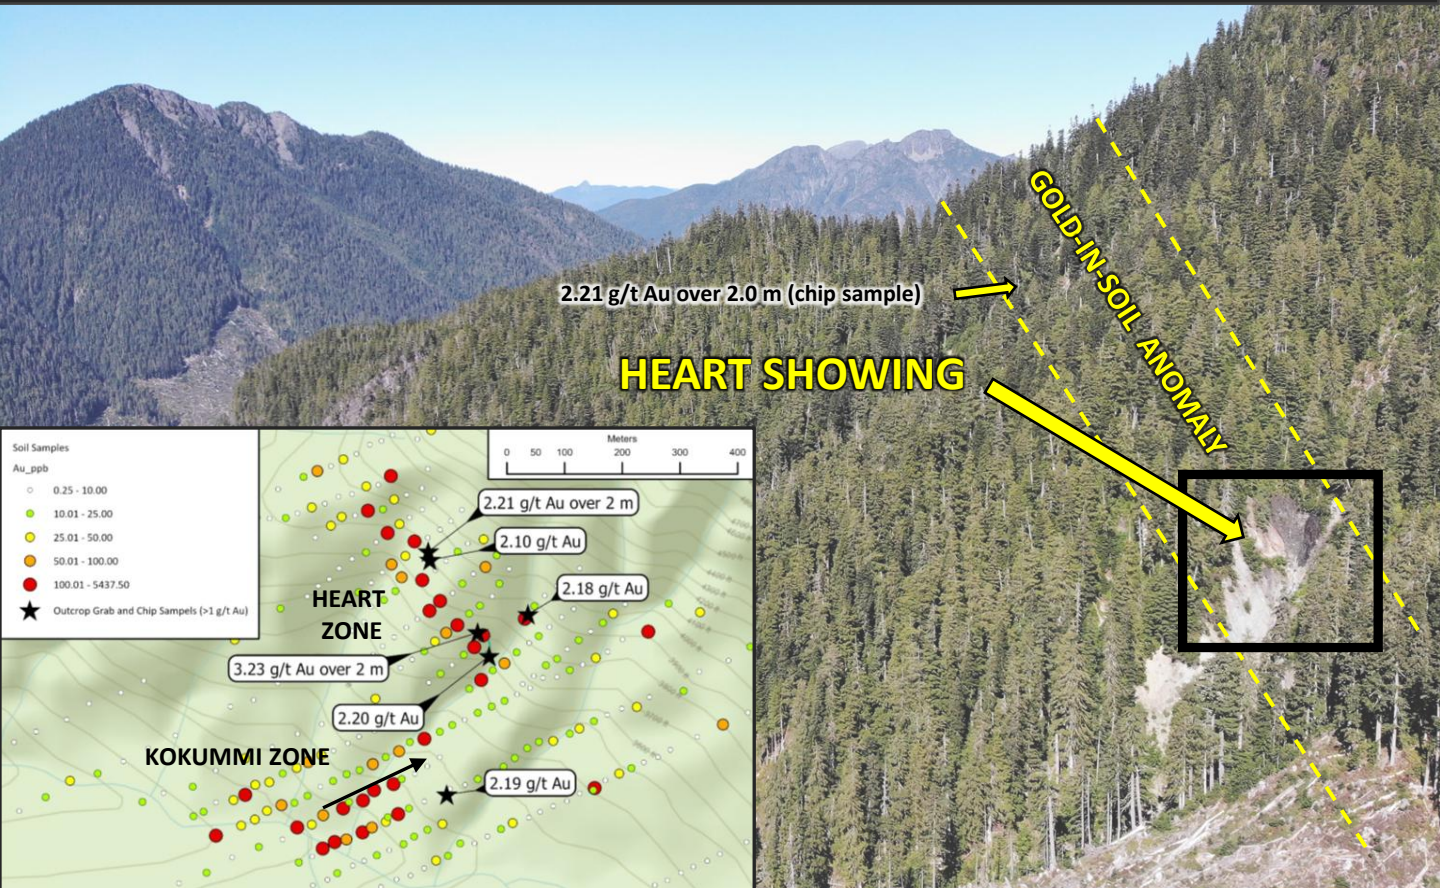 GOLD-IN-SOIL ANOMALY
2.21 g/t Au over 2.0 m (chip sample)
HEART SHOWING
Soil Samples
Au_ppb
0.25 - 10.00
10.01 - 25.00
25.01 - 50.00
50.01 - 100.00
100.01 - 5437.50
Outcrop Grab and Chip Sampels (>1 g/t Au)
Meters
0 50 100 200 300 400
2.21 g/t Au over 2 m
2.10 g/t Au
2.18 g/t Au
HEART
ZONE
3.23 g/t Au over 2 m
2.20 g/t Au
KOKUMMI ZONE
2.19 g/t Au